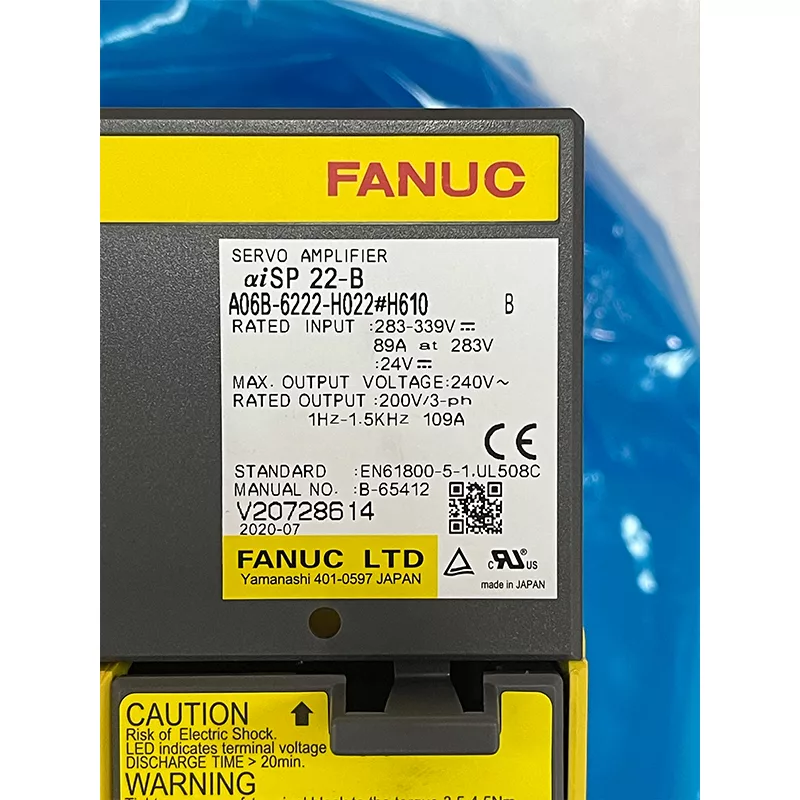 FANUC
SERVO AMPLIFIER
αiSP 22-B
A06B-6222-H022#H610 B
RATED INPUT :283-339V⎓
89A at 283V
:24V⎓
MAX. OUTPUT VOLTAGE:240V~
RATED OUTPUT :200V/3-ph
1Hz-1.5KHz 109A
CE
STANDARD :EN61800-5-1.UL508C
MANUAL NO. :B-65412
V20728614
2020-07
FANUC LTD
Yamanashi 401-0597 JAPAN
c UR US
made in JAPAN
CAUTION
Risk of Electric Shock.
LED indicates terminal voltage
DISCHARGE TIME > 20min.
WARNING